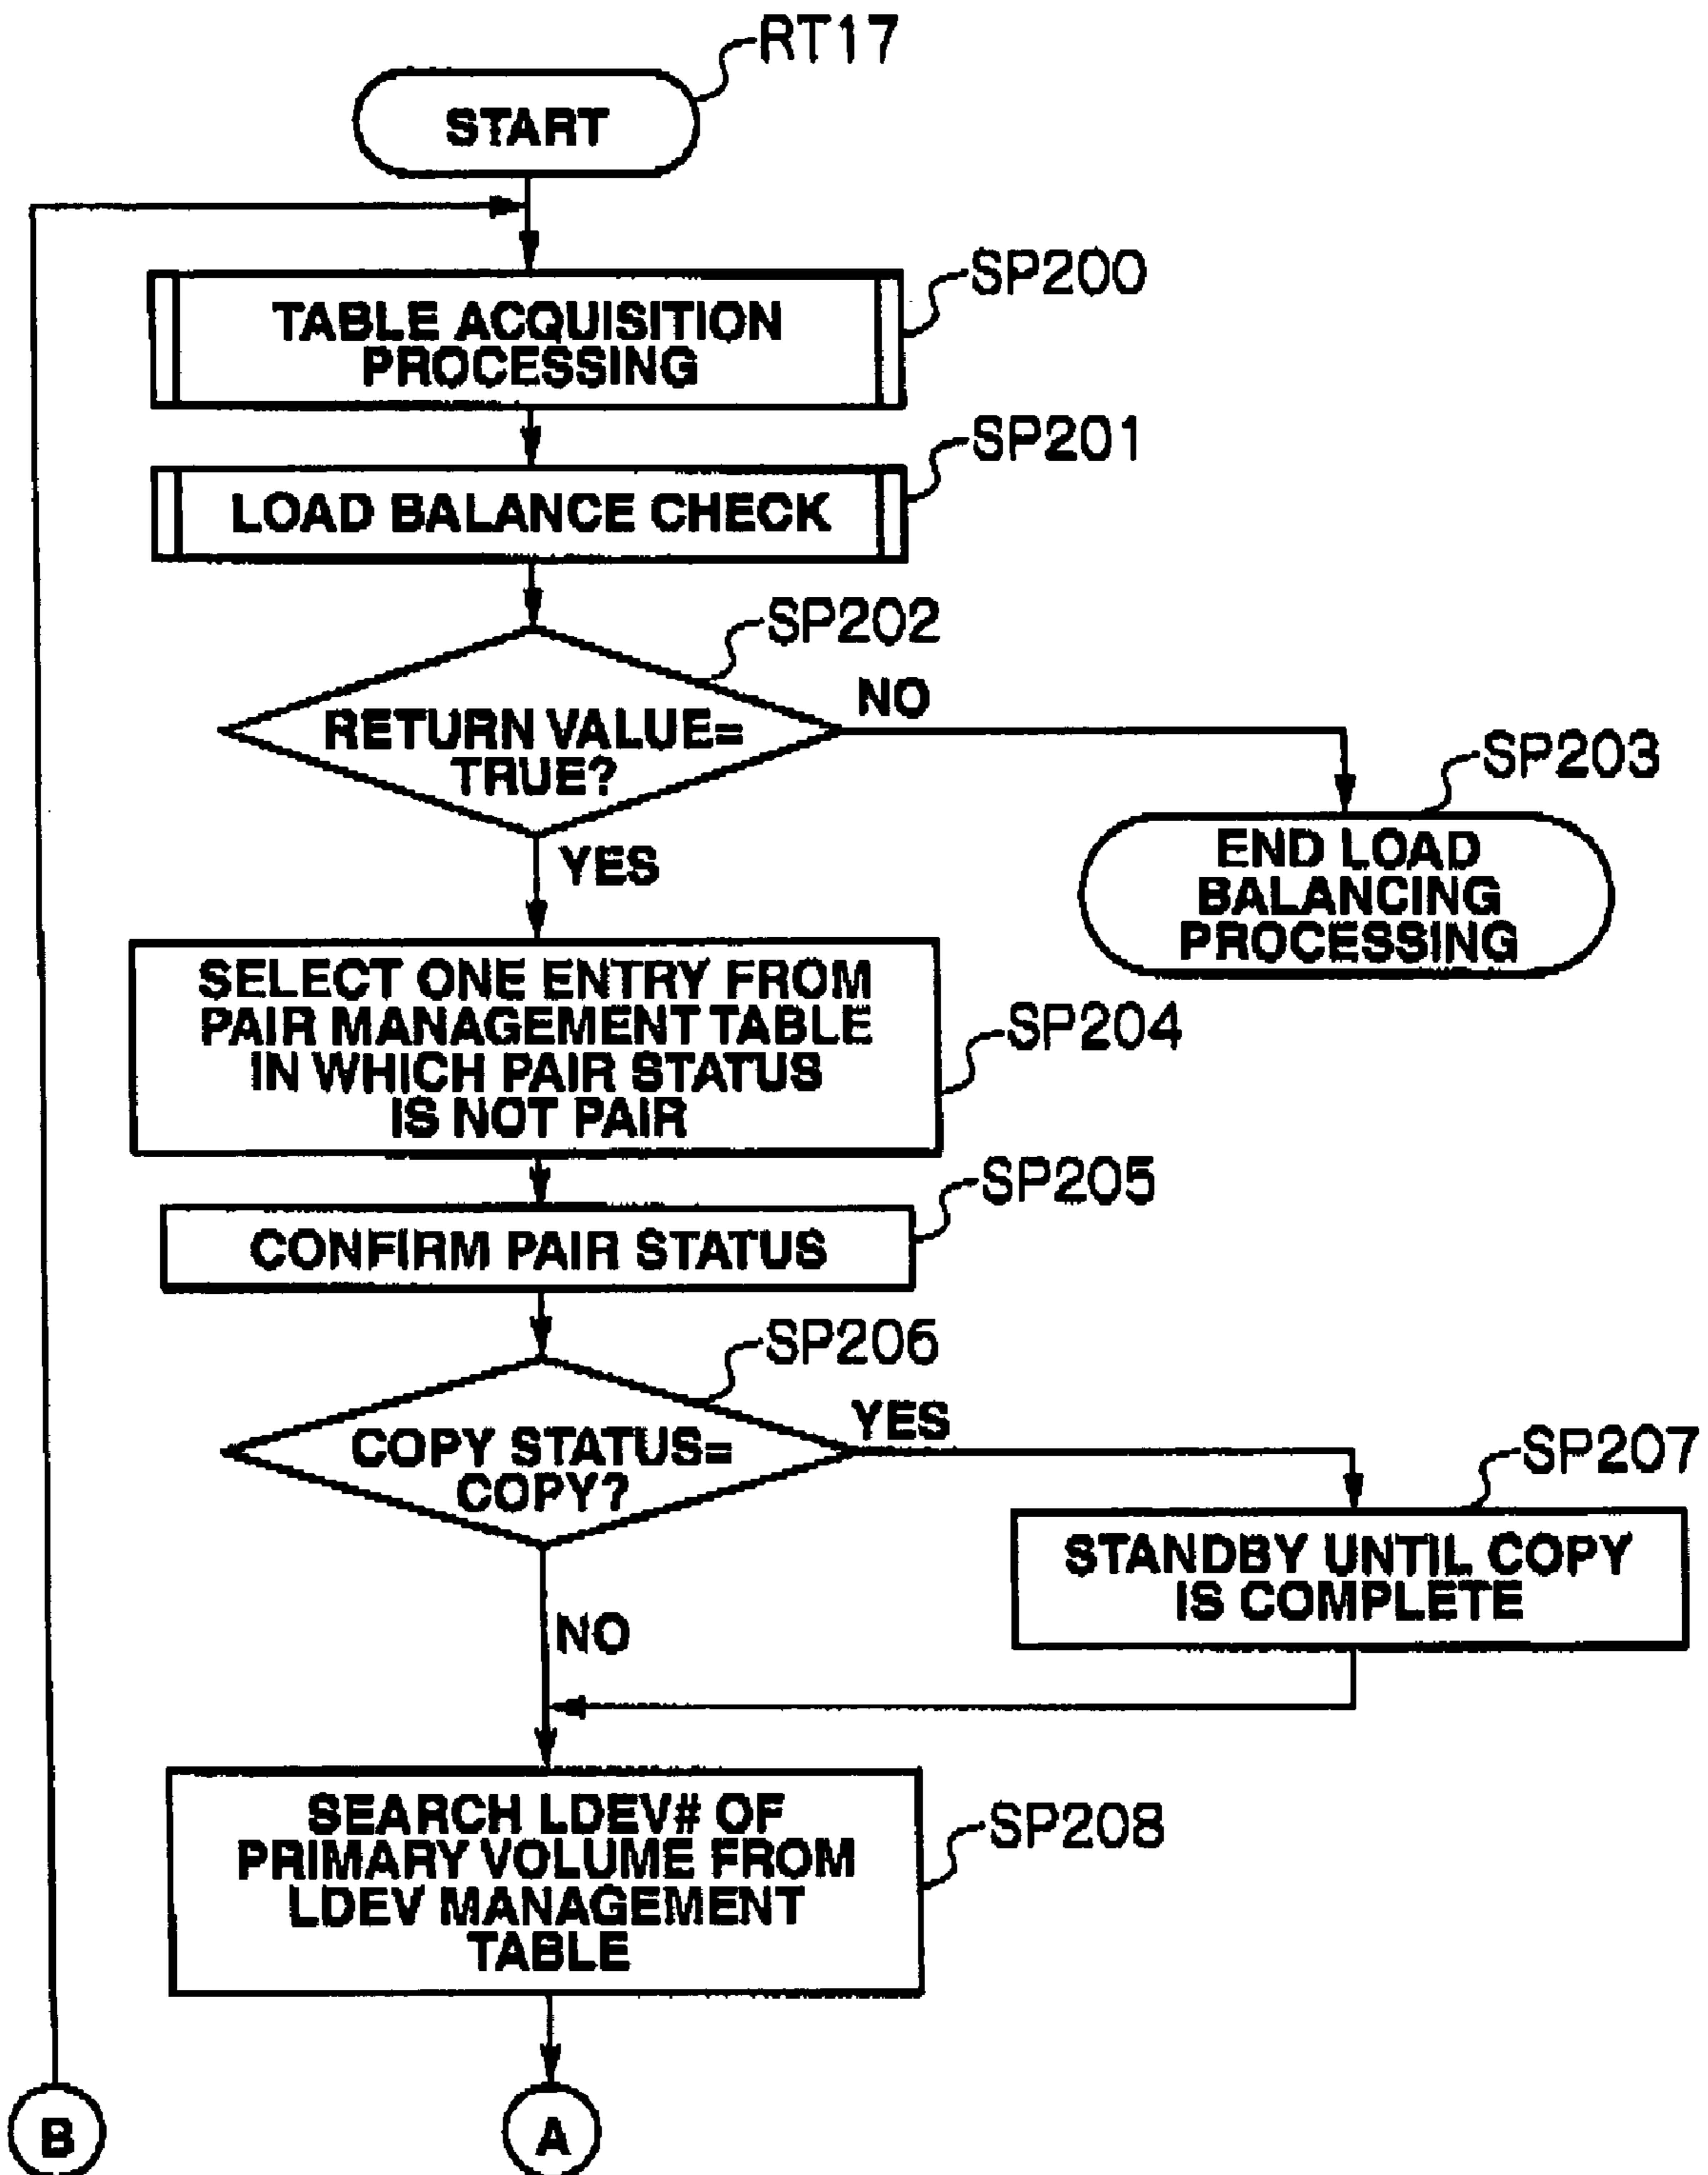 RT17
START
SP200
TABLE ACQUISITION
PROCESSING
SP201
LOAD BALANCE CHECK
SP202
RETURN VALUE=
TRUE?
NO
SP203
END LOAD
BALANCING
PROCESSING
YES
SELECT ONE ENTRY FROM
PAIR MANAGEMENT TABLE
IN WHICH PAIR STATUS
IS NOT PAIR
SP204
SP205
CONFIRM PAIR STATUS
SP206
COPY STATUS=
COPY?
YES
SP207
STANDBY UNTIL COPY
IS COMPLETE
NO
SEARCH LDEV# OF
PRIMARY VOLUME FROM
LDEV MANAGEMENT
TABLE
SP208
B
A